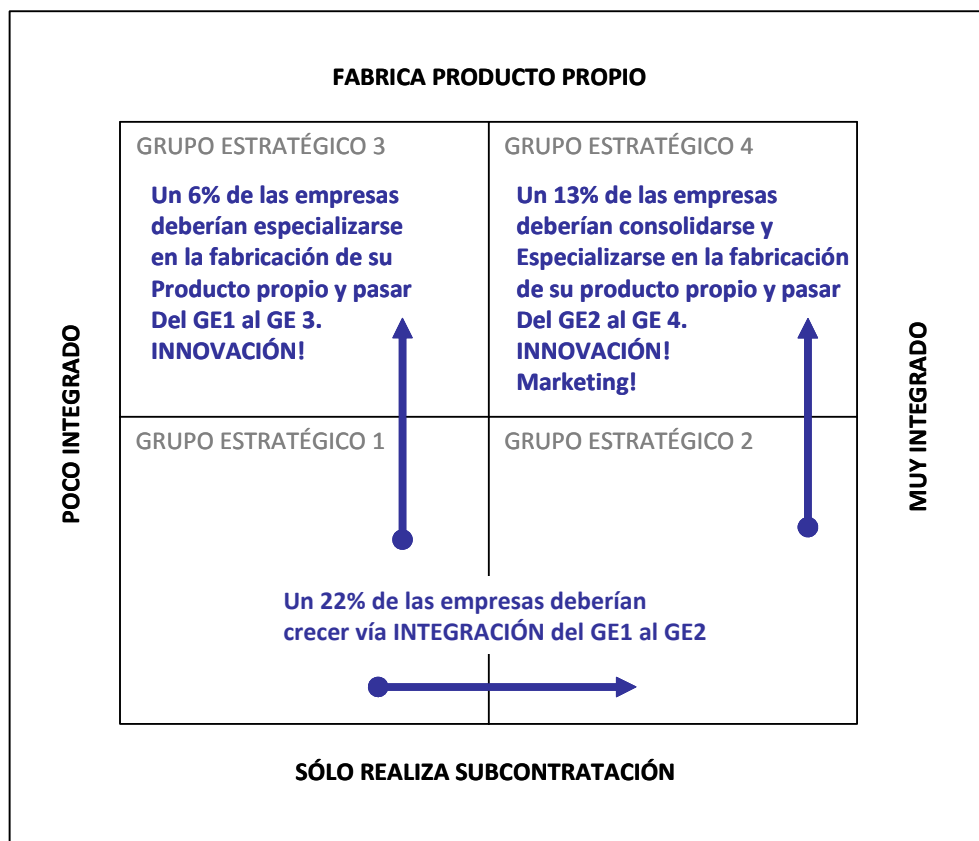 FABRICA PRODUCTO PROPIO
GRUPO ESTRATÉGICO 3
Un 6% de las empresas
deberían especializarse
en la fabricación de su
Producto propio y pasar
Del GE1 al GE 3.
INNOVACIÓN!
GRUPO ESTRATÉGICO 4
Un 13% de las empresas
deberían consolidarse y
Especializarse en la fabricación
de su producto propio y pasar
Del GE2 al GE 4.
INNOVACIÓN!
Marketing!
POCO INTEGRADO
MUY INTEGRADO
GRUPO ESTRATÉGICO 1
GRUPO ESTRATÉGICO 2
Un 22% de las empresas deberían
crecer vía INTEGRACIÓN del GE1 al GE2
SÓLO REALIZA SUBCONTRATACIÓN